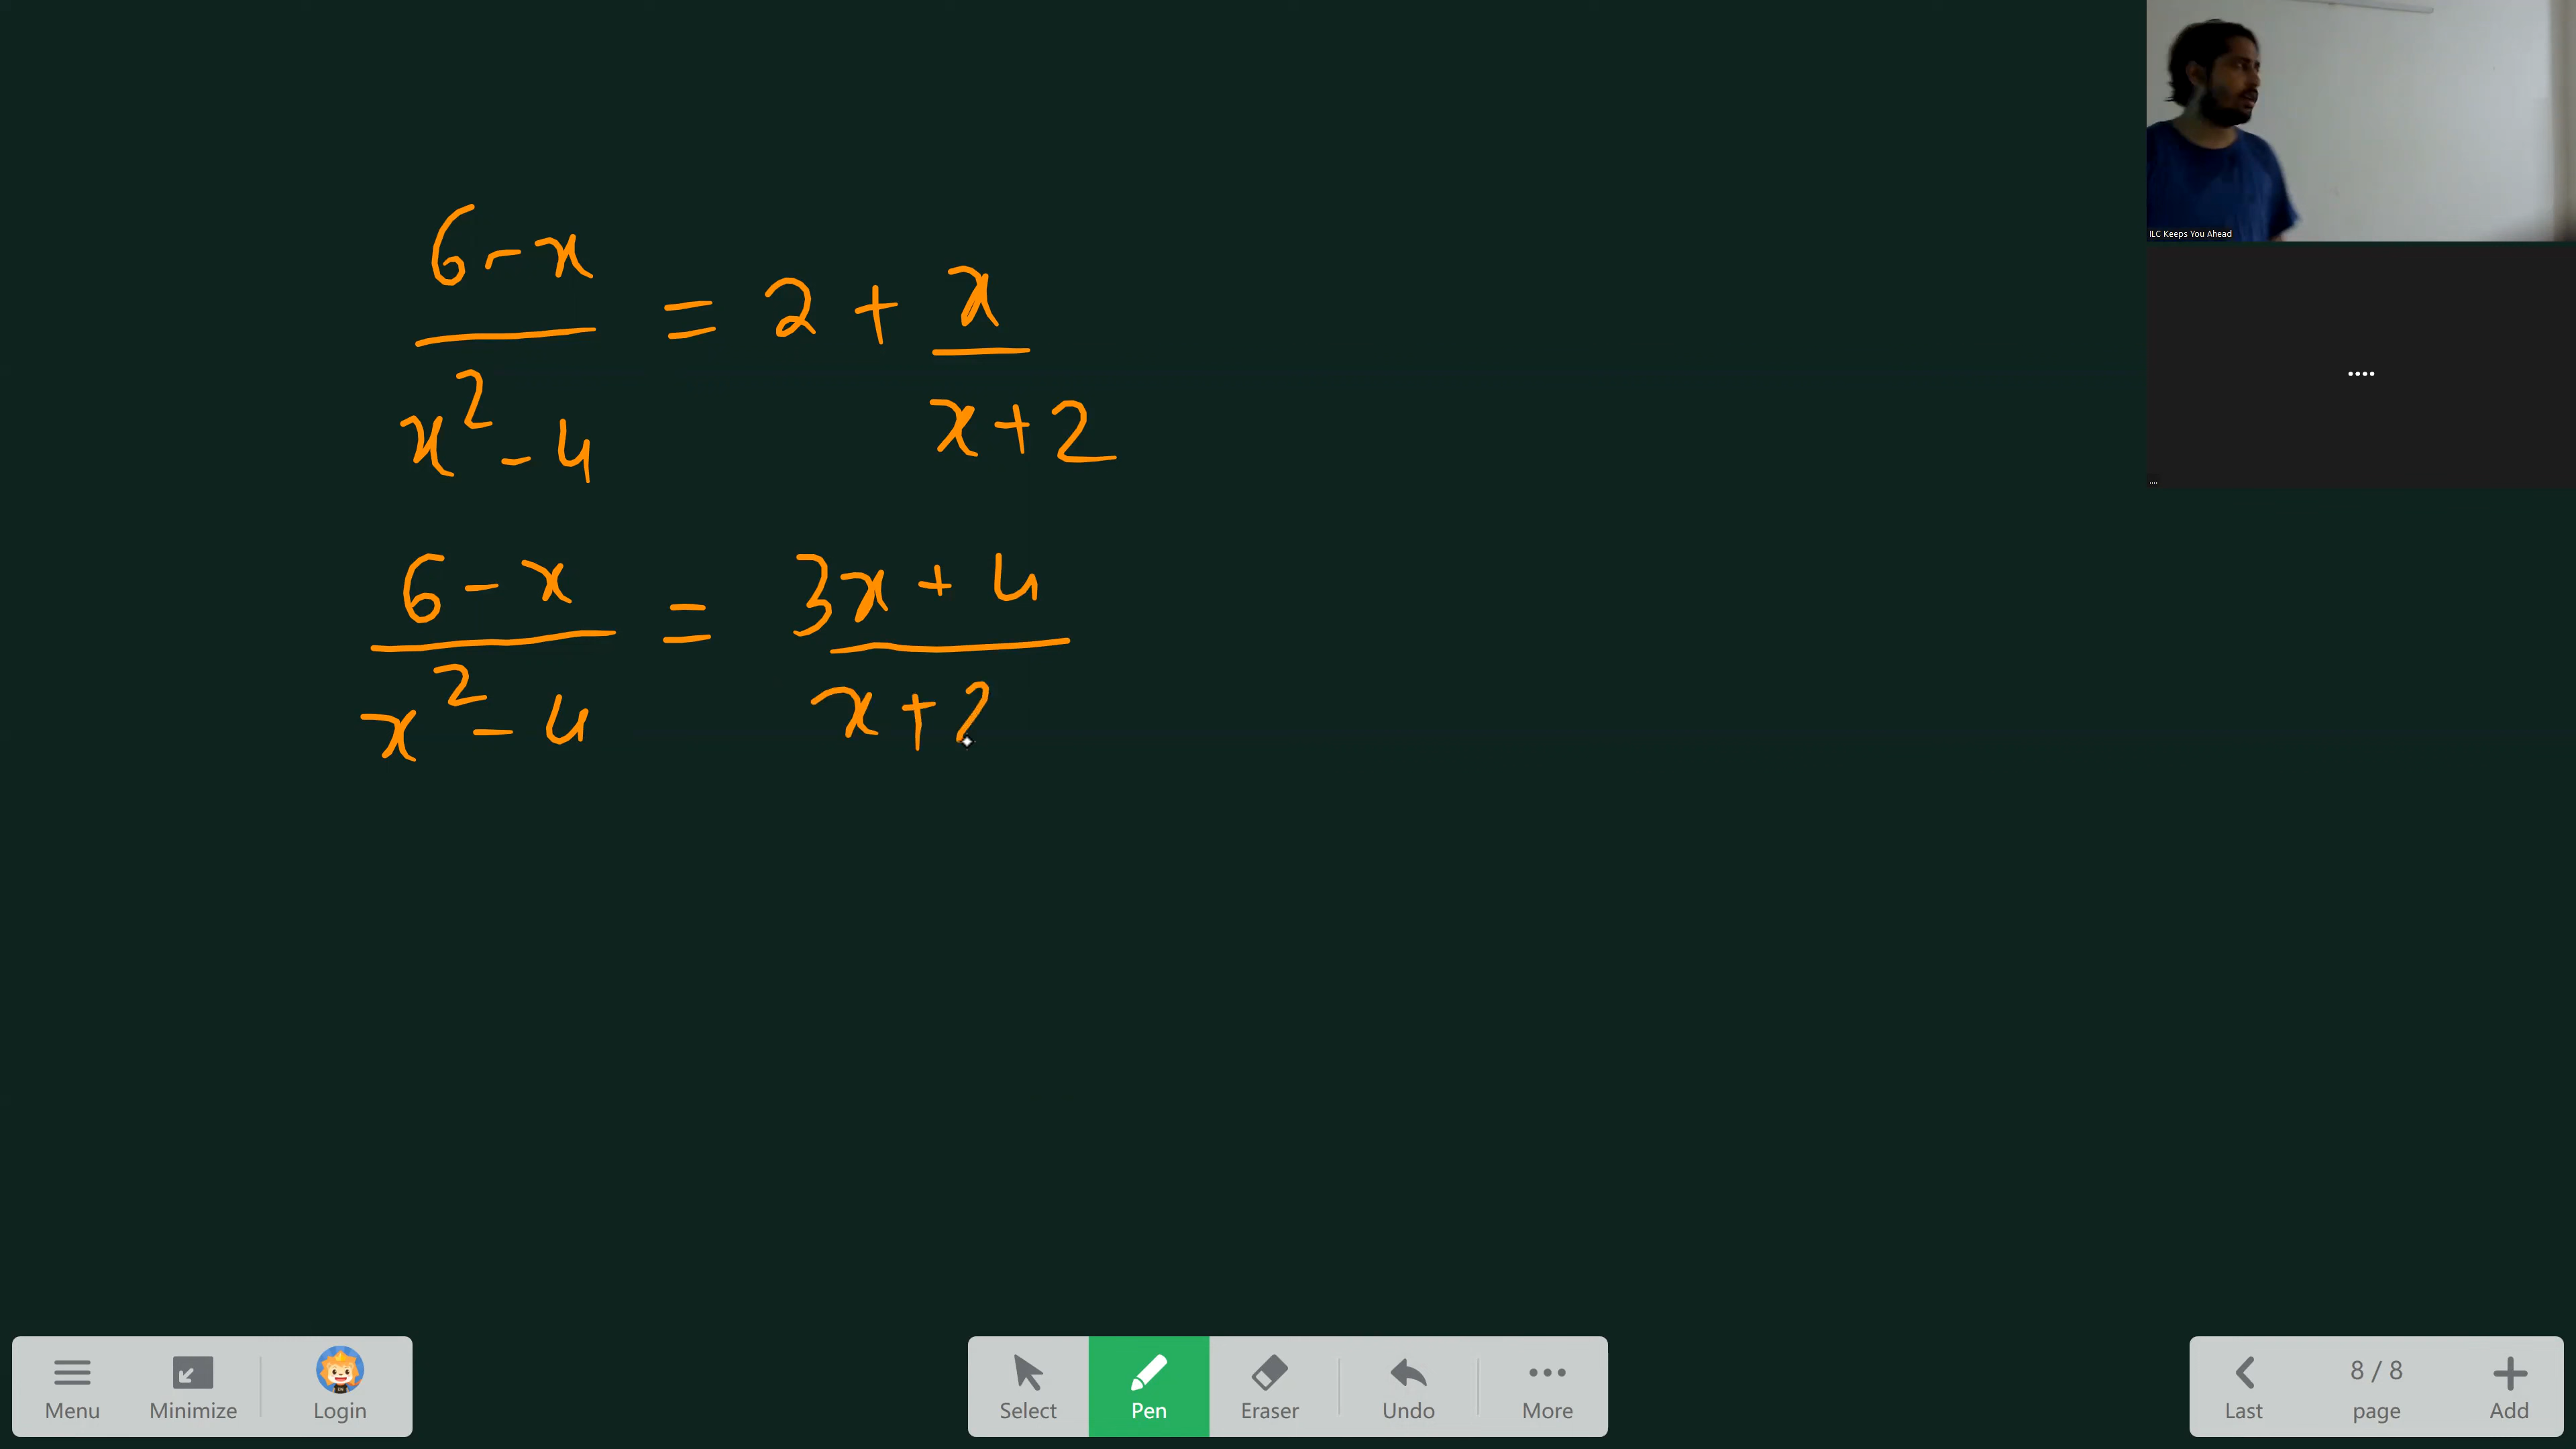 6-x/x²-4 = 2 + x/x+2
6-x/x²-4 = 3x+4/x+2
ILC Keeps You Ahead
....
....
Menu
Minimize
Login
Select
Pen
Eraser
Undo
More
Last
8 / 8
page
Add